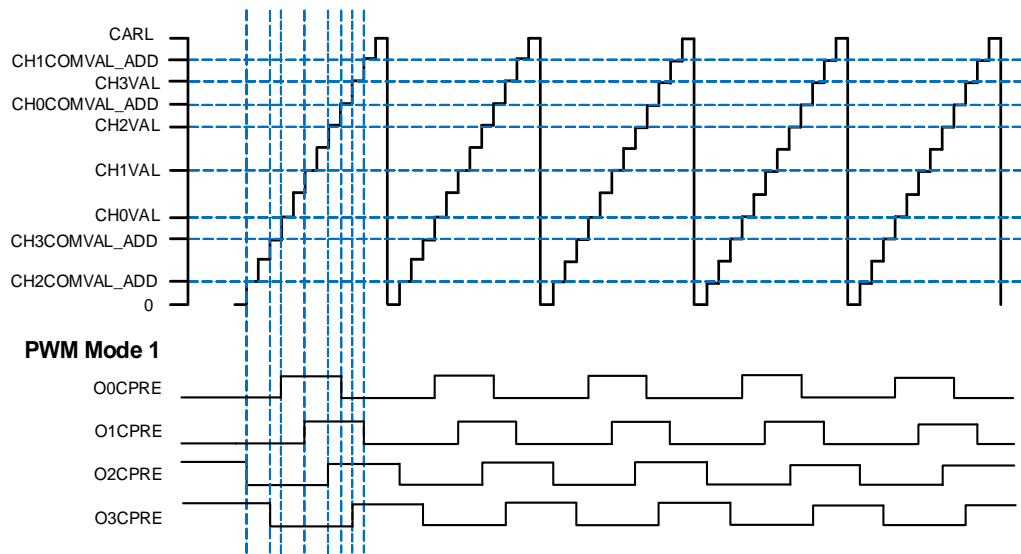 CARL
CH1COMVAL_ADD
CH3VAL
CH0COMVAL_ADD
CH2VAL
CH1VAL
CH0VAL
CH3COMVAL_ADD
CH2COMVAL_ADD
0
PWM Mode 1
O0CPRE
O1CPRE
O2CPRE
O3CPRE